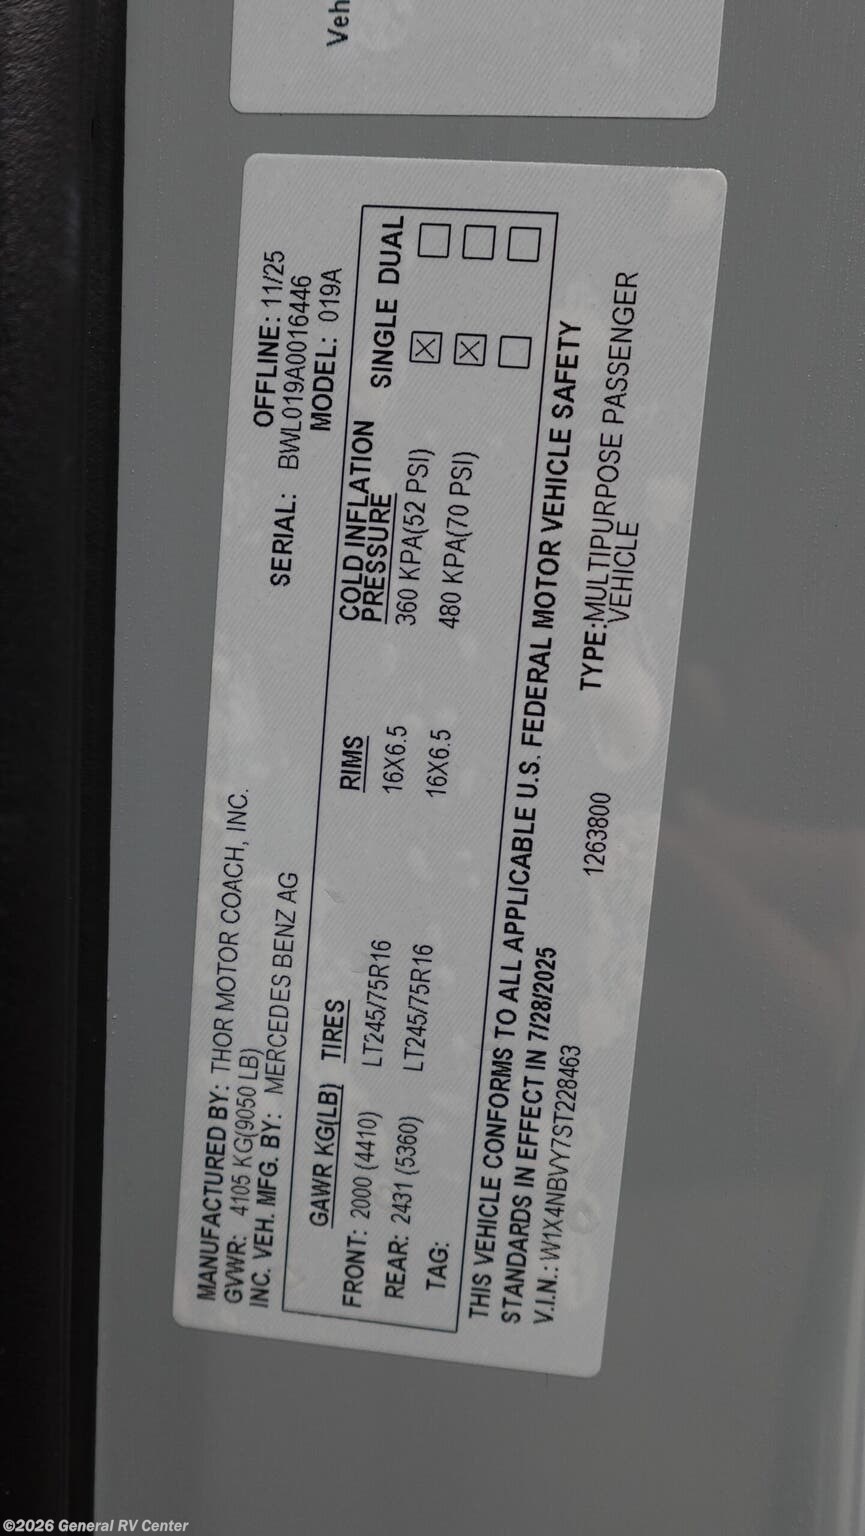 Veh
MANUFACTURED BY: THOR MOTOR COACH, INC.
OFFLINE: 11/25
GVWR: 4105 KG(9050 LB)
SERIAL: BWL019A0016446
INC. VEH. MFG. BY: MERCEDES BENZ AG
MODEL: 019A
GAWR KG(LB) TIRES RIMS COLD INFLATION PRESSURE SINGLE DUAL
FRONT: 2000 (4410) LT245/75R16 16X6.5 360 KPA(52 PSI) ☒ ☐
REAR: 2431 (5360) LT245/75R16 16X6.5 480 KPA(70 PSI) ☒ ☐
TAG: ☐ ☐
THIS VEHICLE CONFORMS TO ALL APPLICABLE U.S. FEDERAL MOTOR VEHICLE SAFETY
STANDARDS IN EFFECT IN 7/28/2025
V.I.N.: W1X4NBVY7ST228463 1263800 TYPE:MULTIPURPOSE PASSENGER
VEHICLE
©2026 General RV Center